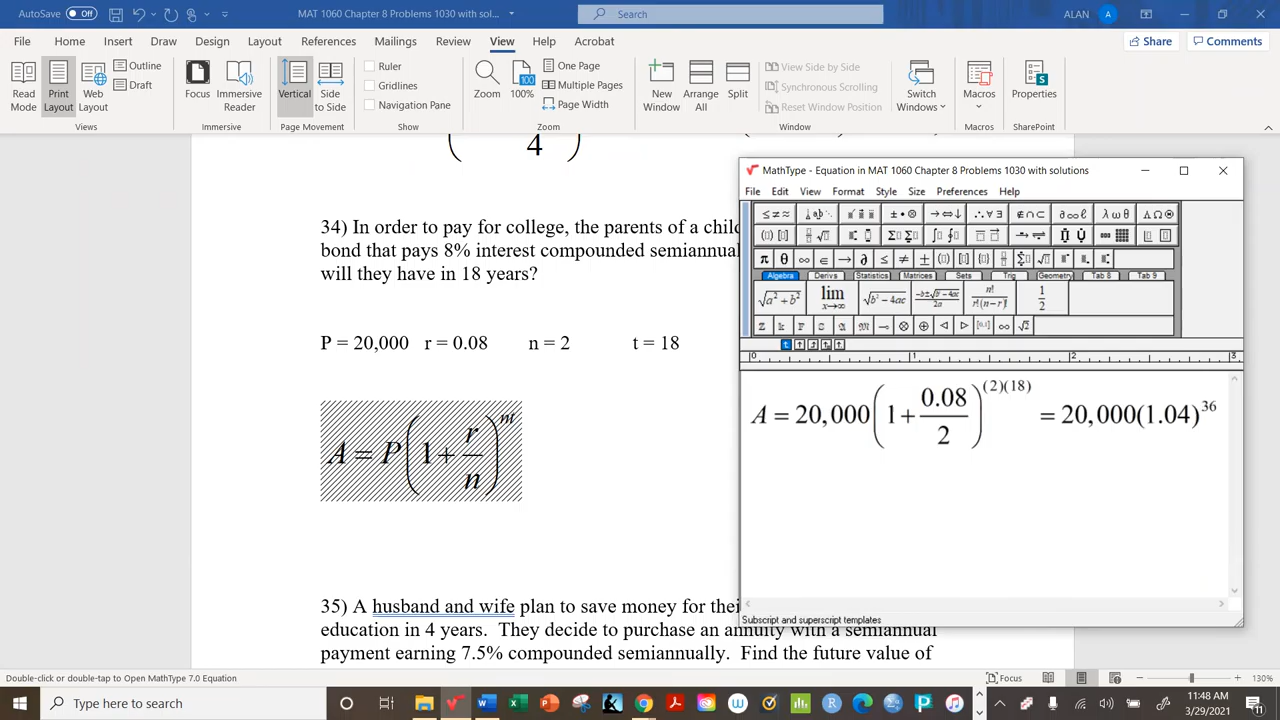 AutoSave Off MAT 1060 Chapter 8 Problems 1030 with sol... Search ALAN A
File Home Insert Draw Design Layout References Mailings Review View Help Acrobat Share Comments
Read Mode Print Layout Web Layout Outline Draft Focus Immersive Reader Vertical Side to Side Ruler Gridlines Navigation Pane Zoom 100% One Page Multiple Pages Page Width New Window Arrange All Split View Side by Side Synchronous Scrolling Reset Window Position Switch Windows Macros Properties
Views Immersive Page Movement Show Zoom Window Macros SharePoint
4
34) In order to pay for college, the parents of a child
bond that pays 8% interest compounded semiannual
will they have in 18 years?
P = 20,000 r = 0.08 n = 2 t = 18
A = P(1 + r/n)^nt
35) A husband and wife plan to save money for thei
education in 4 years. They decide to purchase an annuity with a semiannual
payment earning 7.5% compounded semiannually. Find the future value of
MathType - Equation in MAT 1060 Chapter 8 Problems 1030 with solutions
File Edit View Format Style Size Preferences Help
Algebra Derivs Statistics Matrices Sets Trig Geometry Tab 8 Tab 9
0 1 2 3
A = 20,000(1 + 0.08/2)^(2)(18) = 20,000(1.04)^36
Subscript and superscript templates
Double-click or double-tap to Open MathType 7.0 Equation Focus 130%
Type here to search
11:48 AM
3/29/2021